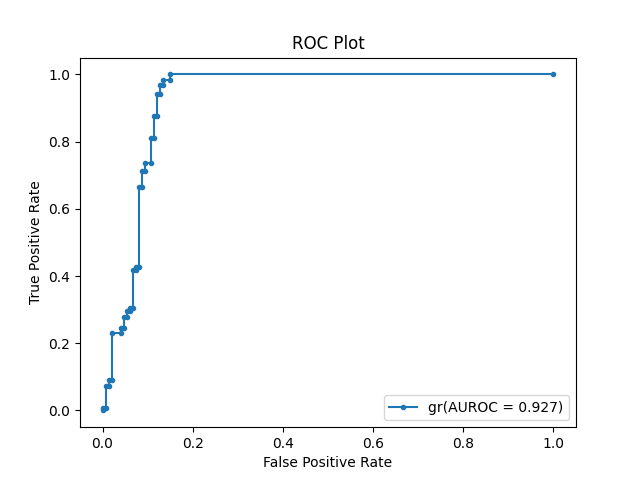 ROC Plot
True Positive Rate
1.0
0.8
0.6
0.4
0.2
0.0
gr(AUROC = 0.927)
0.0 0.2 0.4 0.6 0.8 1.0
False Positive Rate